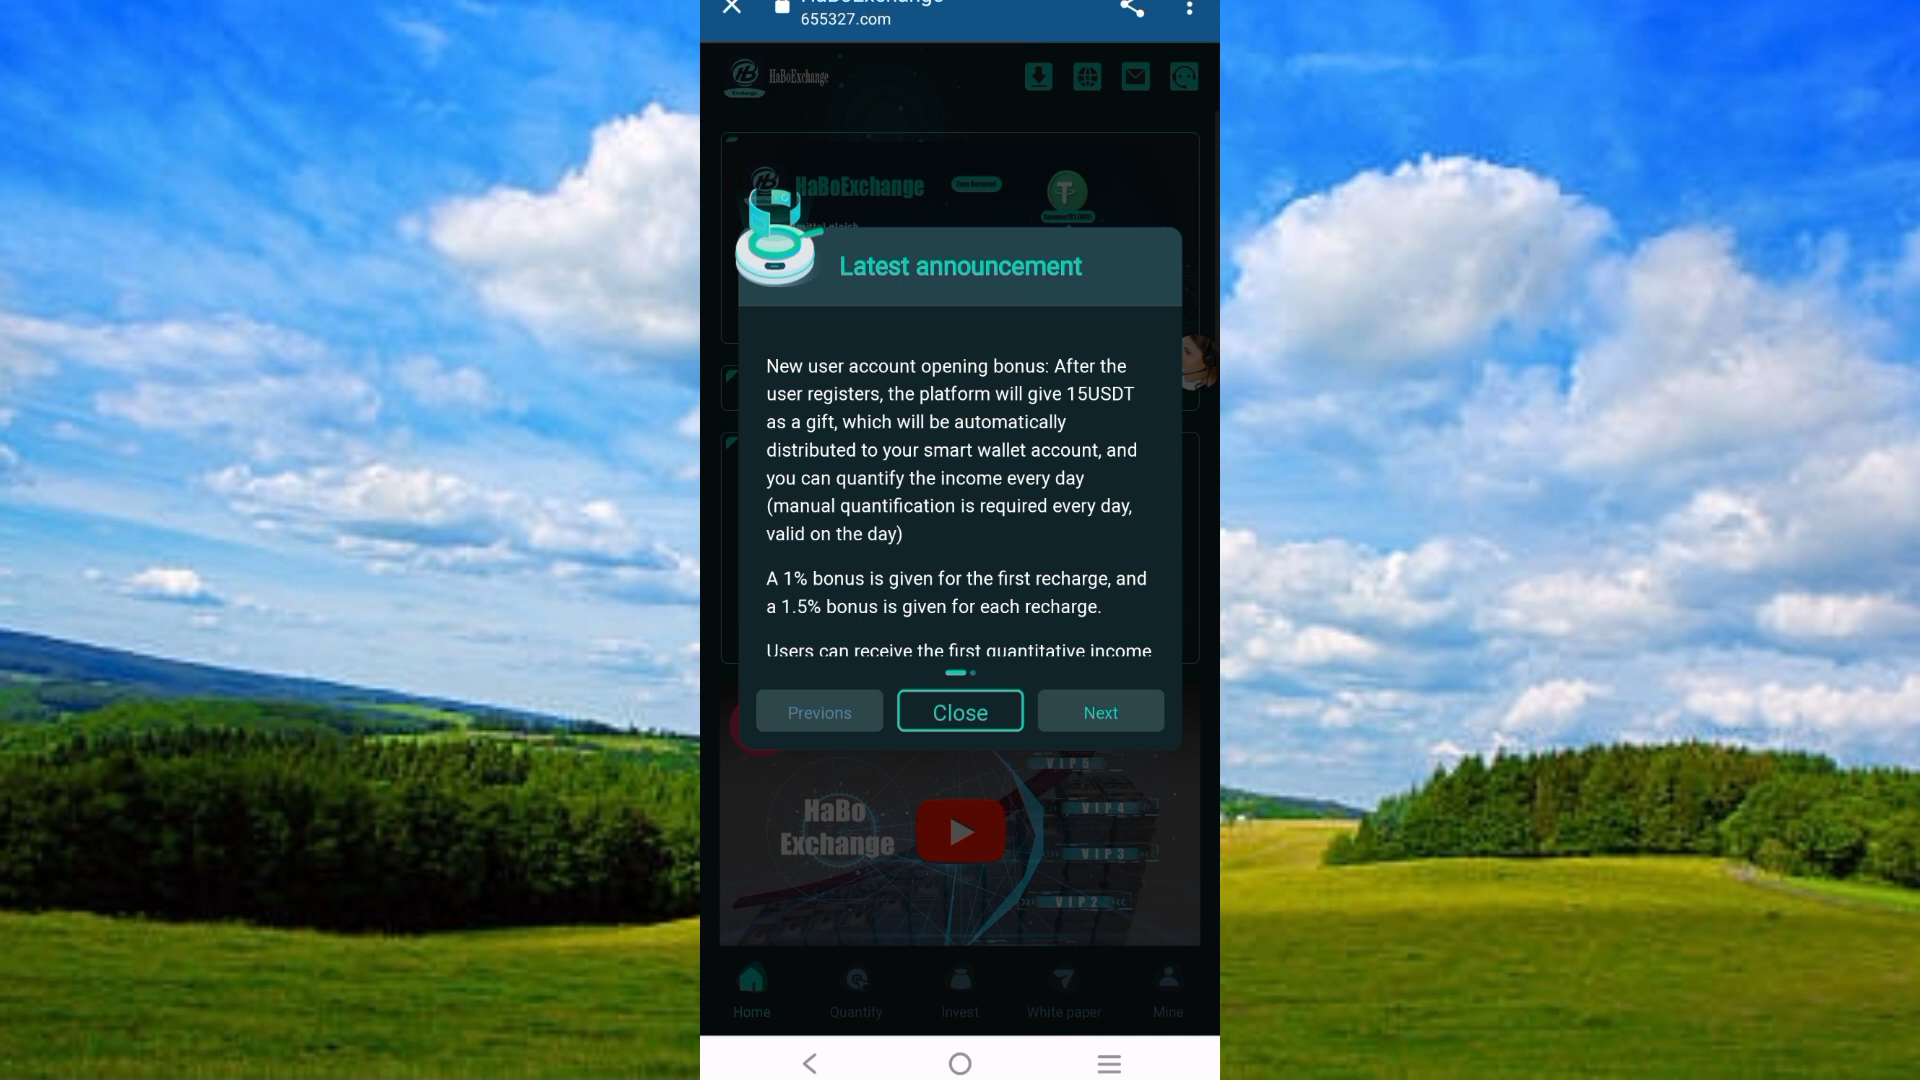 HaBoExchange
655327.com
HaBoExchange
Exchange
HaBoExchange
Latest announcement
New user account opening bonus: After the
user registers, the platform will give 15USDT
as a gift, which will be automatically
distributed to your smart wallet account, and
you can quantify the income every day
(manual quantification is required every day,
valid on the day)
A 1% bonus is given for the first recharge, and
a 1.5% bonus is given for each recharge.
Users can receive the first quantitative income
Previons
Close
Next
VIP5
HaBo
Exchange
VIP4
VIP3
VIP2
Home
Quantify
Invest
White paper
Mine